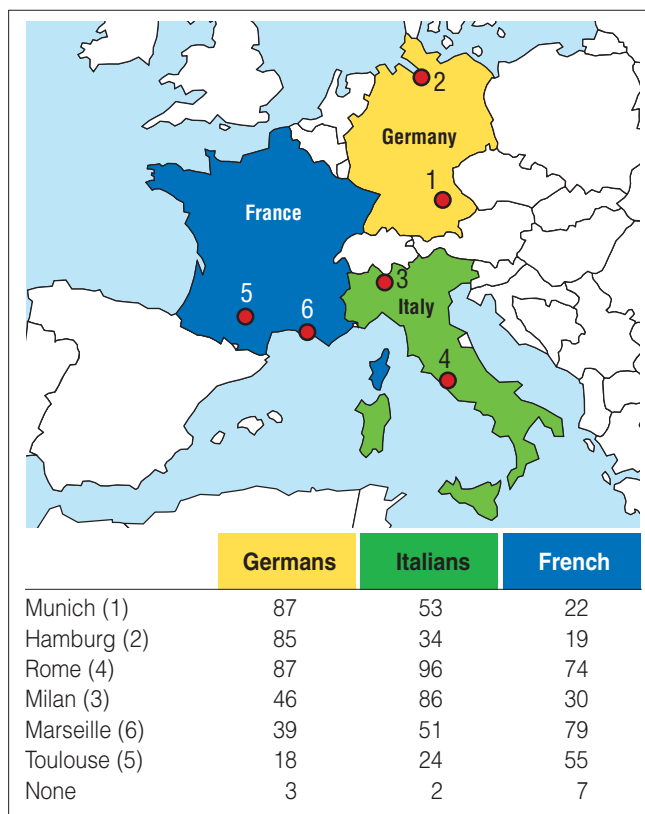 2
Germany
1
France
3
5
6
Italy
4
Germans Italians French
Munich (1) 87 53 22
Hamburg (2) 85 34 19
Rome (4) 87 96 74
Milan (3) 46 86 30
Marseille (6) 39 51 79
Toulouse (5) 18 24 55
None 3 2 7